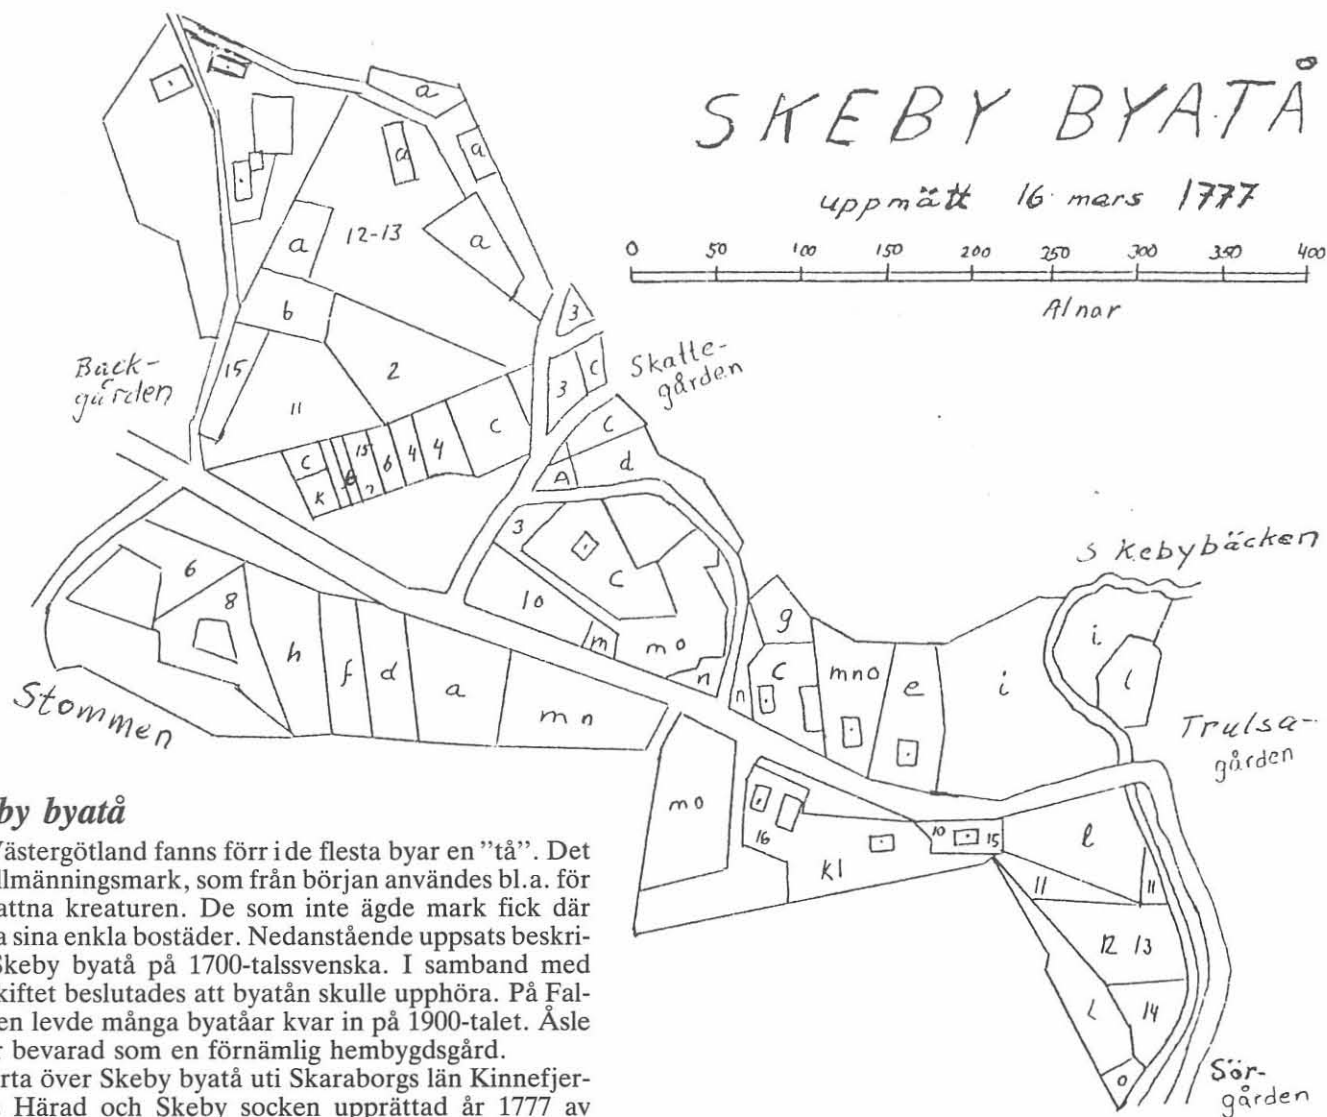 SKEBY BYATÅ
uppmätt 16 mars 1777
0 50 100 150 200 250 300 350 400
Alnar
a
a
a
a
12-13
a
b
15
2
11
3
3
c
Skatte-
gården
Back-
gården
c
c
k
15
7
6
4
4
c
A
d
3
c
10
m
m o
n
n
6
8
h
f
d
a
m n
Stommen
g
c
mno
e
i
i
l
Skebybäcken
Trulsa-
gården
m o
16
kl
10
15
l
11
11
12 13
14
L
o
Sör-
gården
by byatå
Västergötland fanns förr i de flesta byar en ”tå”. Det
llmänningsmark, som från början användes bl.a. för
attna kreaturen. De som inte ägde mark fick där
a sina enkla bostäder. Nedanstående uppsats beskri-
Skeby byatå på 1700-talssvenska. I samband med
kiftet beslutades att byatån skulle upphöra. På Fal-
en levde många byatåar kvar in på 1900-talet. Åsle
r bevarad som en förnämlig hembygdsgård.
rta över Skeby byatå uti Skaraborgs län Kinnefjer-
Härad och Skeby socken upprättad år 1777 av